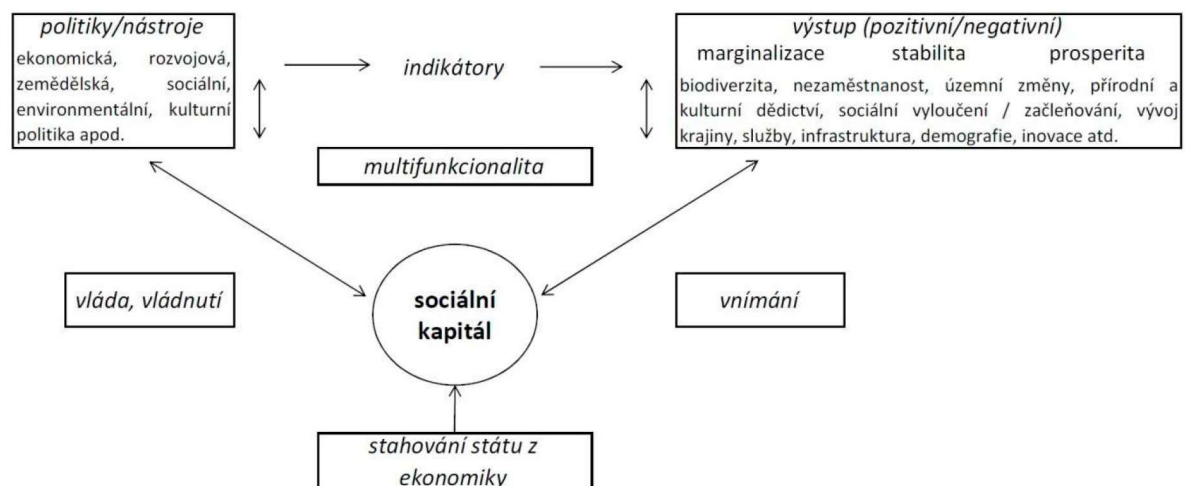 politiky/nástroje
ekonomická, rozvojová,
zemědělská, sociální,
environmentální, kulturní
politika apod.
indikátory
výstup (pozitivní/negativní)
marginalizace stabilita prosperita
biodiverzita, nezaměstnanost, územní změny, přírodní a
kulturní dědictví, sociální vyloučení / začleňování, vývoj
krajiny, služby, infrastruktura, demografie, inovace atd.
multifunkcionalita
vláda, vládnutí
sociální
kapitál
vnímání
stahování státu z
ekonomiky